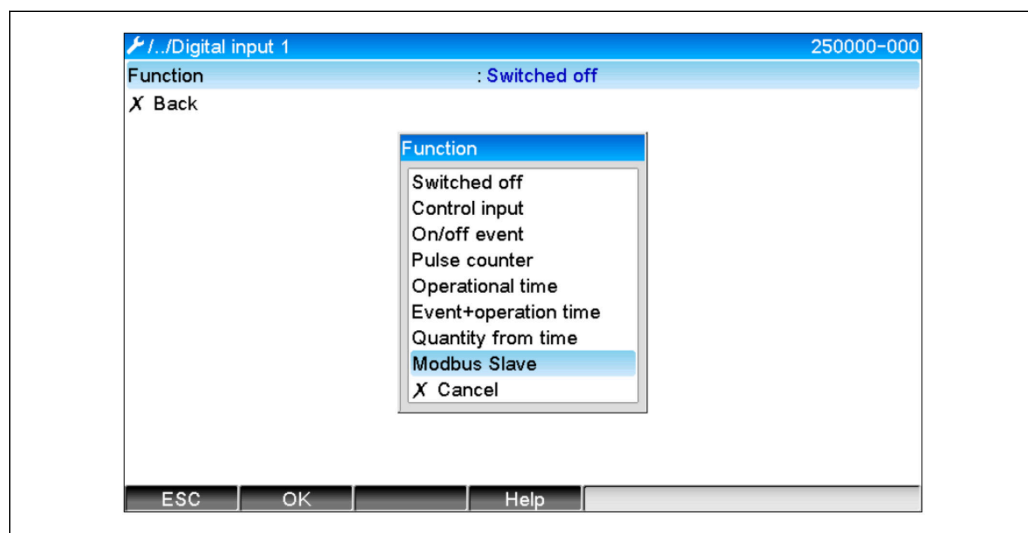 /../Digital input 1 250000-000
Function : Switched off
X Back
Function
Switched off
Control input
On/off event
Pulse counter
Operational time
Event+operation time
Quantity from time
Modbus Slave
X Cancel
ESC OK Help